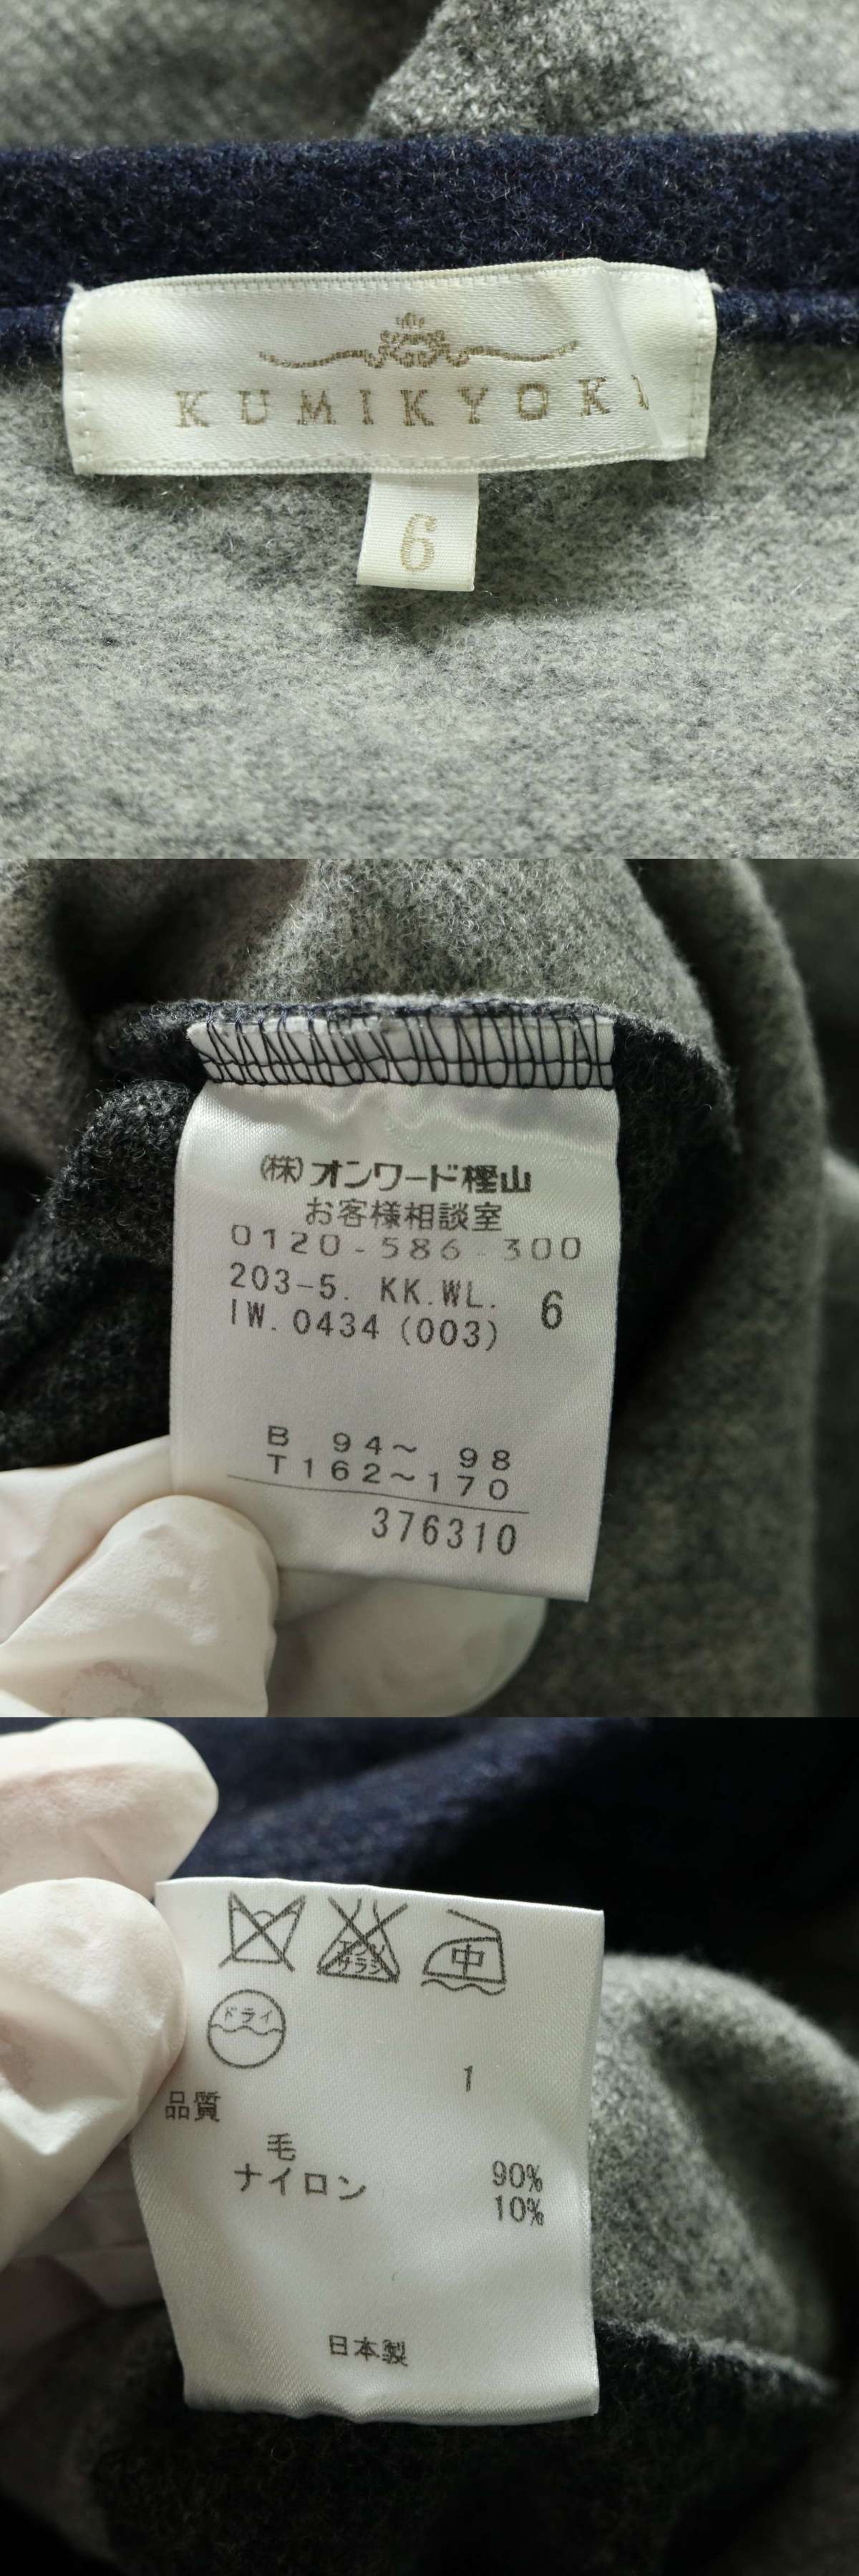 KUMIKYOK
6
(株)オンワード樫山
お客様相談室
0120-586-300
203-5. KK.WL.
6
IW.0434 (003)
B 94～ 98
T162～170
376310
エンソ
サラシ
中
ドライ
1
品質
毛 90%
ナイロン 10%
日本製